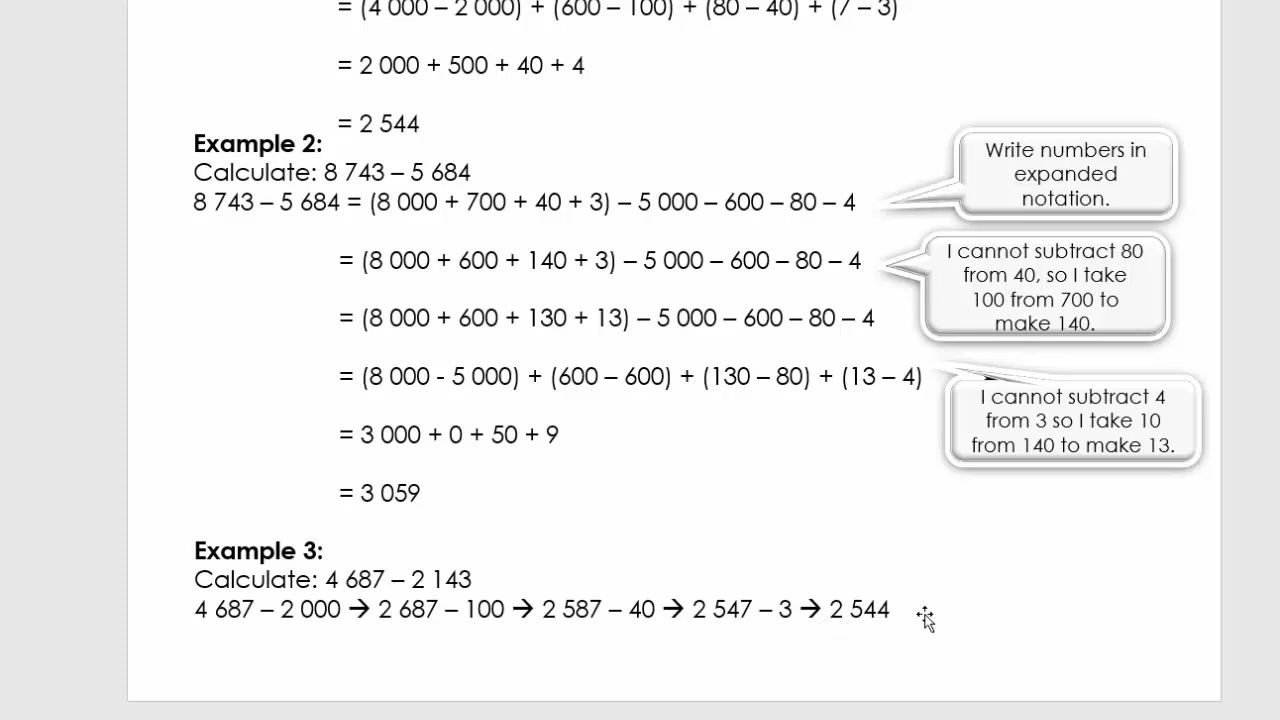 = (4 000 – 2 000) + (600 – 100) + (80 – 40) + (7 – 3)
= 2 000 + 500 + 40 + 4
= 2 544
Example 2:
Calculate: 8 743 – 5 684
8 743 – 5 684 = (8 000 + 700 + 40 + 3) – 5 000 – 600 – 80 – 4
Write numbers in
expanded
notation.
= (8 000 + 600 + 140 + 3) – 5 000 – 600 – 80 – 4
I cannot subtract 80
from 40, so I take
100 from 700 to
make 140.
= (8 000 + 600 + 130 + 13) – 5 000 – 600 – 80 – 4
= (8 000 - 5 000) + (600 – 600) + (130 – 80) + (13 – 4)
I cannot subtract 4
from 3 so I take 10
from 140 to make 13.
= 3 000 + 0 + 50 + 9
= 3 059
Example 3:
Calculate: 4 687 – 2 143
4 687 – 2 000 → 2 687 – 100 → 2 587 – 40 → 2 547 – 3 → 2 544